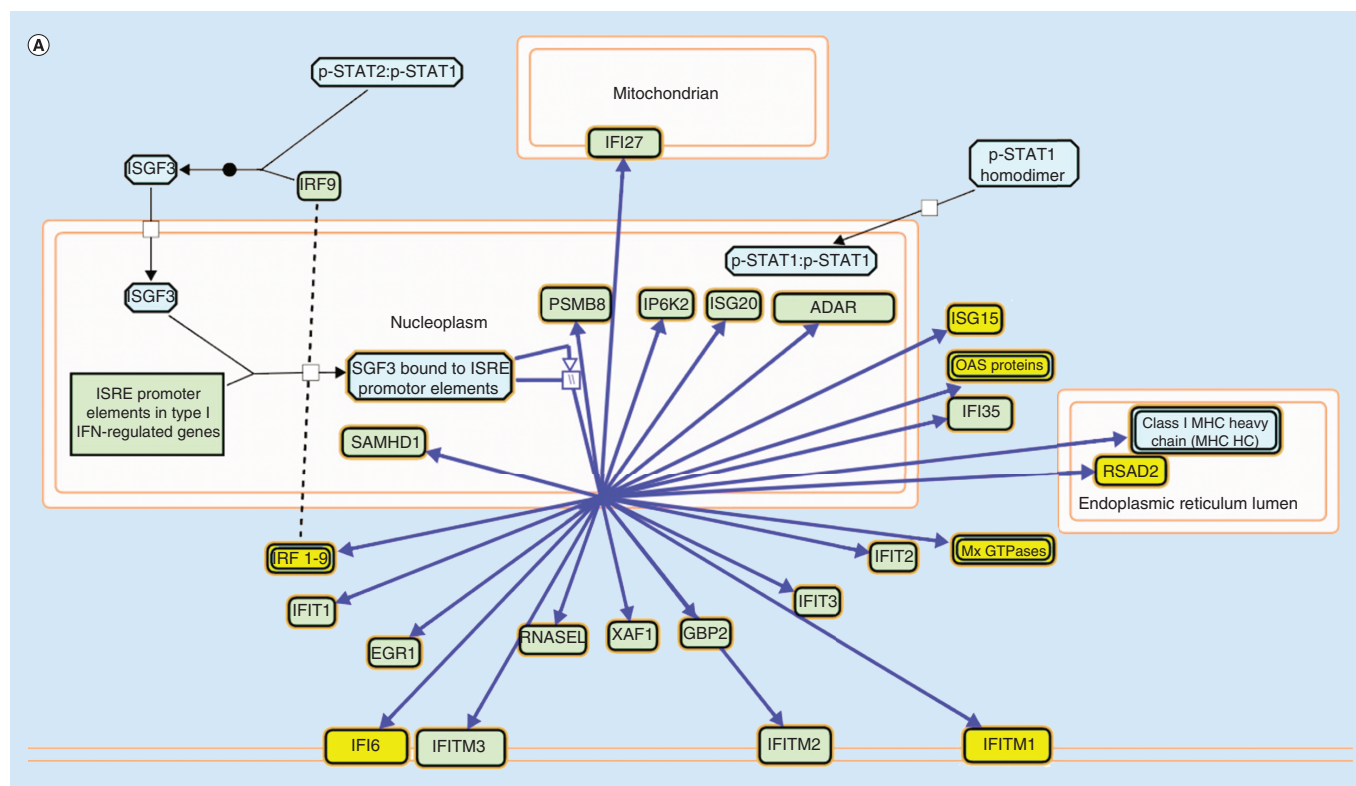 A
p-STAT2:p-STAT1
Mitochondrian
IFI27
ISGF3
IRF9
p-STAT1
homodimer
p-STAT1:p-STAT1
ISGF3
PSMB8
IP6K2
ISG20
ADAR
ISG15
Nucleoplasm
OAS proteins
SGF3 bound to ISRE
promotor elements
ISRE promoter
elements in type I
IFN-regulated genes
IFI35
Class I MHC heavy
chain (MHC HC)
SAMHD1
RSAD2
Endoplasmic reticulum lumen
IRF 1-9
IFIT2
Mx GTPases
IFIT1
IFIT3
EGR1
RNASEL
XAF1
GBP2
IFI6
IFITM3
IFITM2
IFITM1